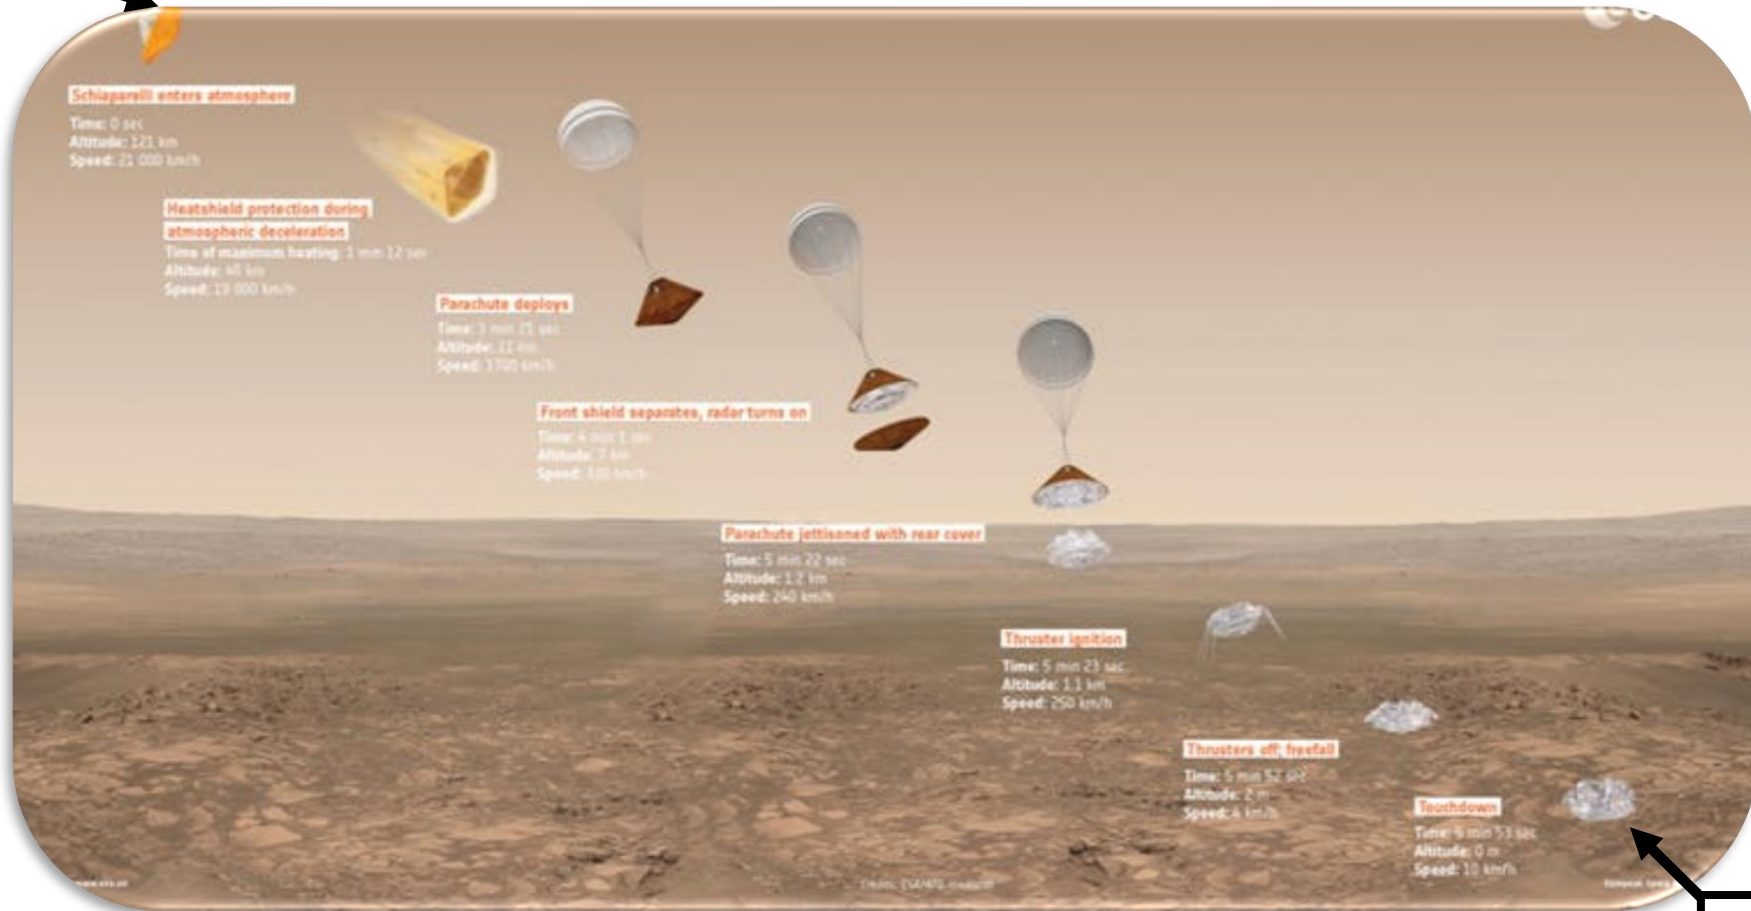 Schiaparelli enters atmosphere
Time: 0 sec
Altitude: 121 km
Speed: 21 000 km/h
Heatshield protection during
atmospheric deceleration
Time of maximum heating: 1 min 12 sec
Altitude: 45 km
Speed: 19 000 km/h
Parachute deploys
Time: 3 min 21 sec
Altitude: 11 km
Speed: 1700 km/h
Front shield separates, radar turns on
Time: 4 min 1 sec
Altitude: 7 km
Speed: km/h
Parachute jettisoned with rear cover
Time: 5 min 22 sec
Altitude: 1.2 km
Speed: 240 km/h
Thruster ignition
Time: 5 min 23 sec
Altitude: 1.1 km
Speed: 250 km/h
Thrusters off; freefall
Time: 5 min 52 sec
Altitude: 2 m
Speed: 4 km/h
Touchdown
Time: 5 min 53 sec
Altitude: 0 m
Speed: 10 km/h